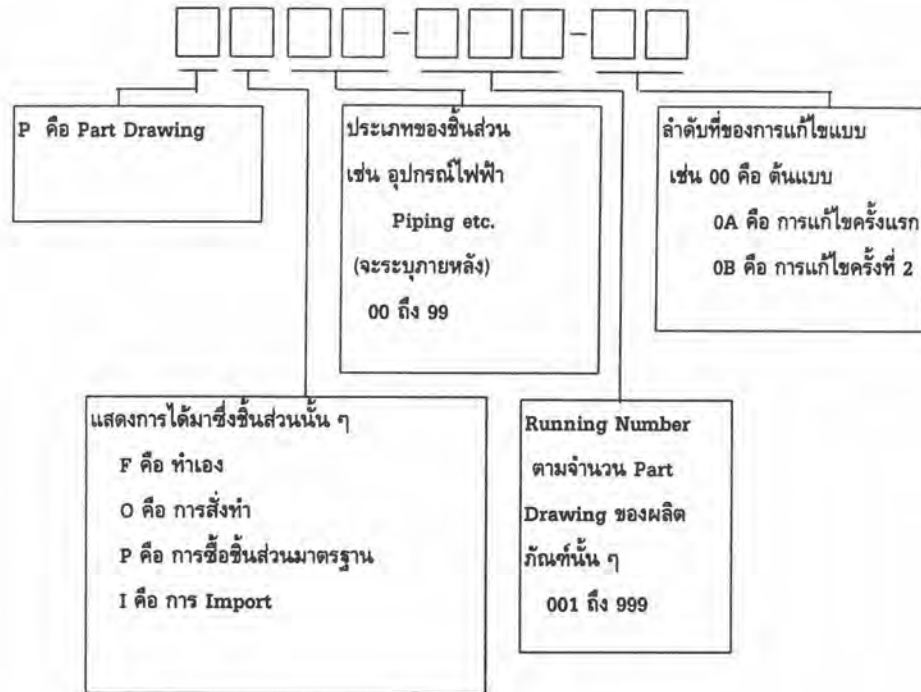 P คือ Part Drawing
ประเภทของชิ้นส่วน
เช่น อุปกรณ์ไฟฟ้า
Piping etc.
(จะระบุภายหลัง)
00 ถึง 99
ลำดับที่ของการแก้ไขแบบ
เช่น 00 คือ ต้นแบบ
0A คือ การแก้ไขครั้งแรก
0B คือ การแก้ไขครั้งที่ 2
แสดงการได้มาซึ่งชิ้นส่วนนั้น ๆ
F คือ ทำเอง
O คือ การสั่งทำ
P คือ การซื้อชิ้นส่วนมาตรฐาน
I คือ การ Import
Running Number
ตามจำนวน Part
Drawing ของผลิต
ภัณฑ์นั้น ๆ
001 ถึง 999